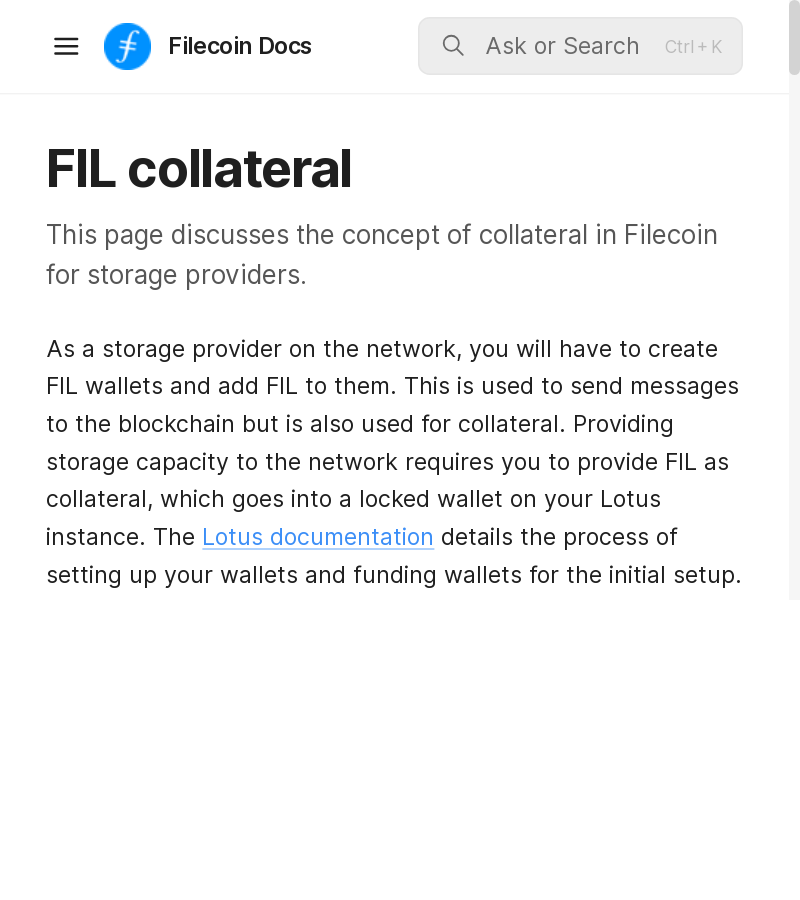 Filecoin Docs
Ask or Search
Ctrl + K
FIL collateral
This page discusses the concept of collateral in Filecoin
for storage providers.
As a storage provider on the network, you will have to create
FIL wallets and add FIL to them. This is used to send messages
to the blockchain but is also used for collateral. Providing
storage capacity to the network requires you to provide FIL as
collateral, which goes into a locked wallet on your Lotus
instance. The Lotus documentation details the process of
setting up your wallets and funding wallets for the initial setup.